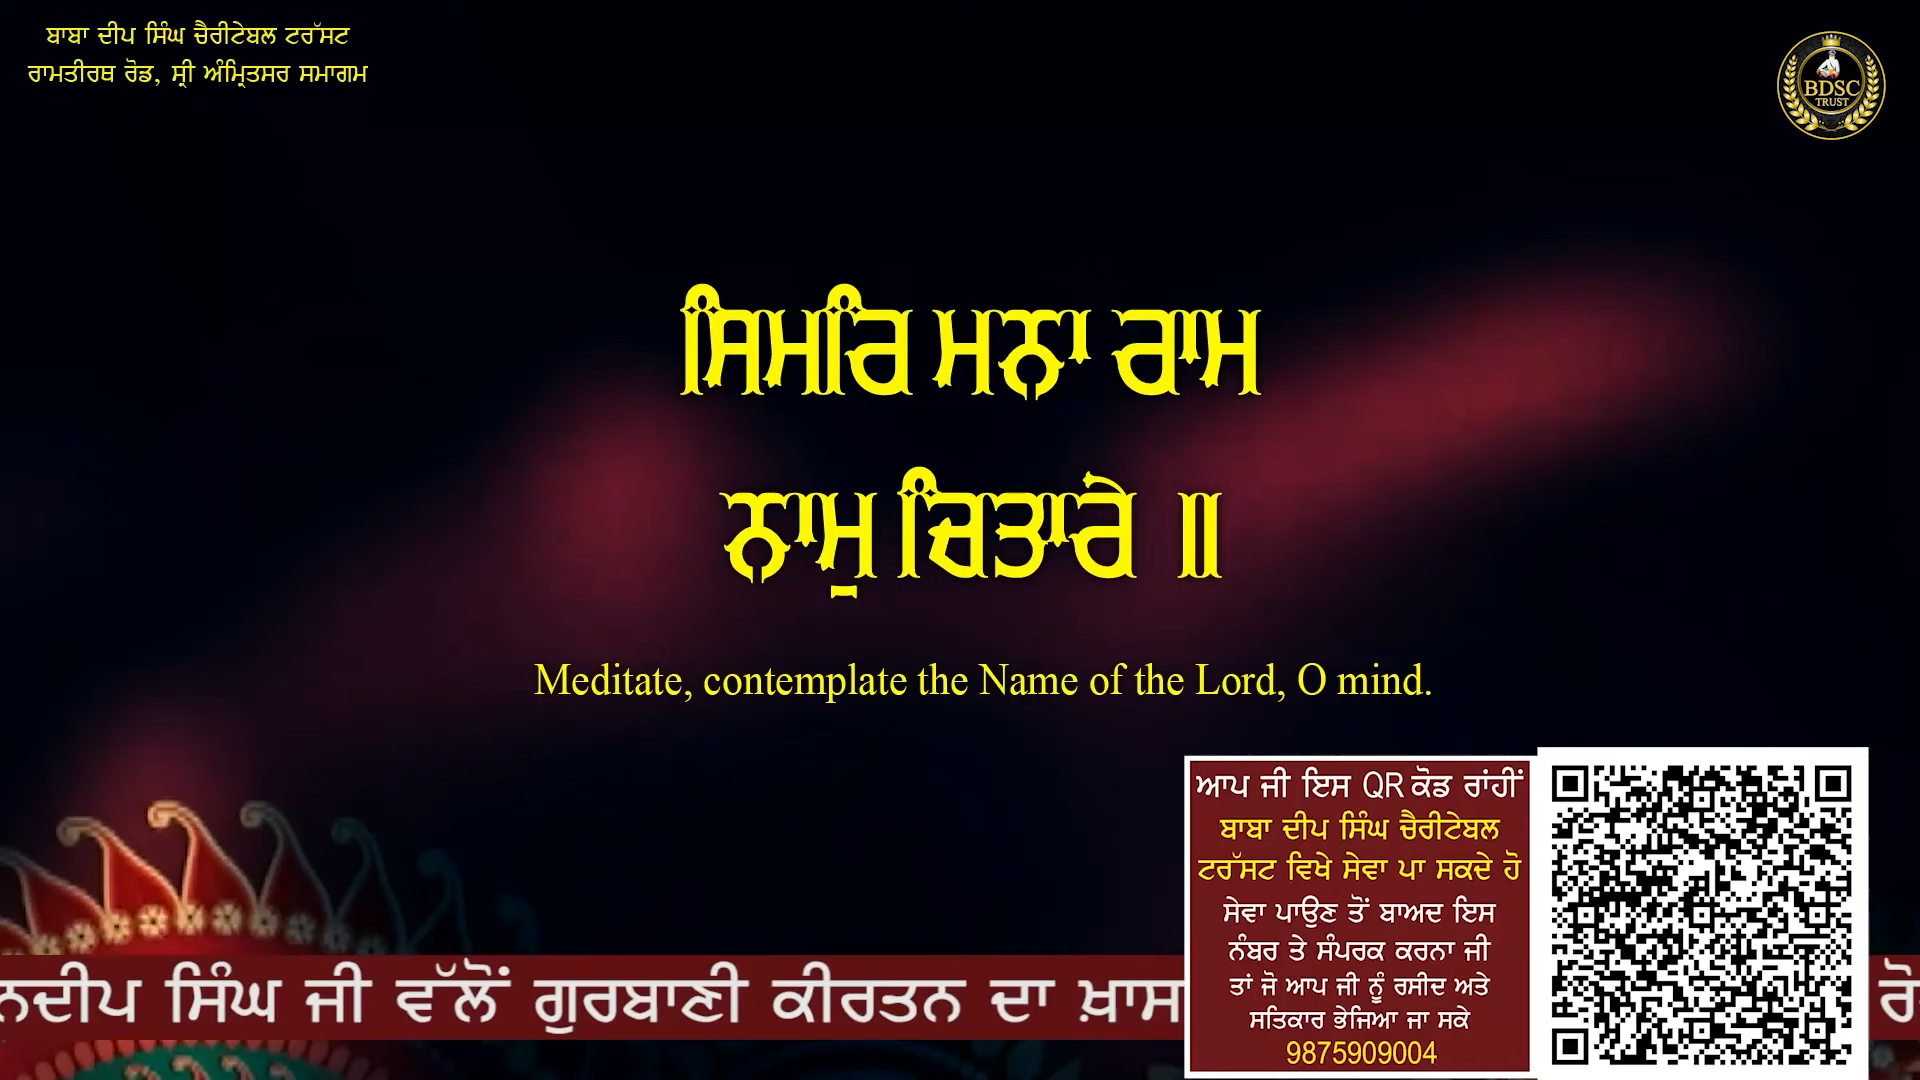 ਬਾਬਾ ਦੀਪ ਸਿੰਘ ਚੈਰੀਟੇਬਲ ਟਰੱਸਟ
ਰਾਮਤੀਰਥ ਰੋਡ, ਸ੍ਰੀ ਅੰਮ੍ਰਿਤਸਰ ਸਮਾਗਮ
BDSC
TRUST
ਸਿਮਰਿ ਮਨਾ ਰਾਮ
ਨਾਮੁ ਚਿਤਾਰੇ ॥
Meditate, contemplate the Name of the Lord, O mind.
ਆਪ ਜੀ ਇਸ QR ਕੋਡ ਰਾਂਹੀਂ
ਬਾਬਾ ਦੀਪ ਸਿੰਘ ਚੈਰੀਟੇਬਲ
ਟਰੱਸਟ ਵਿਖੇ ਸੇਵਾ ਪਾ ਸਕਦੇ ਹੋ
ਸੇਵਾ ਪਾਉਣ ਤੋਂ ਬਾਅਦ ਇਸ
ਨੰਬਰ ਤੇ ਸੰਪਰਕ ਕਰਨਾ ਜੀ
ਤਾਂ ਜੋ ਆਪ ਜੀ ਨੂੰ ਰਸੀਦ ਅਤੇ
ਸਤਿਕਾਰ ਭੇਜਿਆ ਜਾ ਸਕੇ
9875909004
ਨਦੀਪ ਸਿੰਘ ਜੀ ਵੱਲੋਂ ਗੁਰਬਾਣੀ ਕੀਰਤਨ ਦਾ ਖ਼ਾਸ